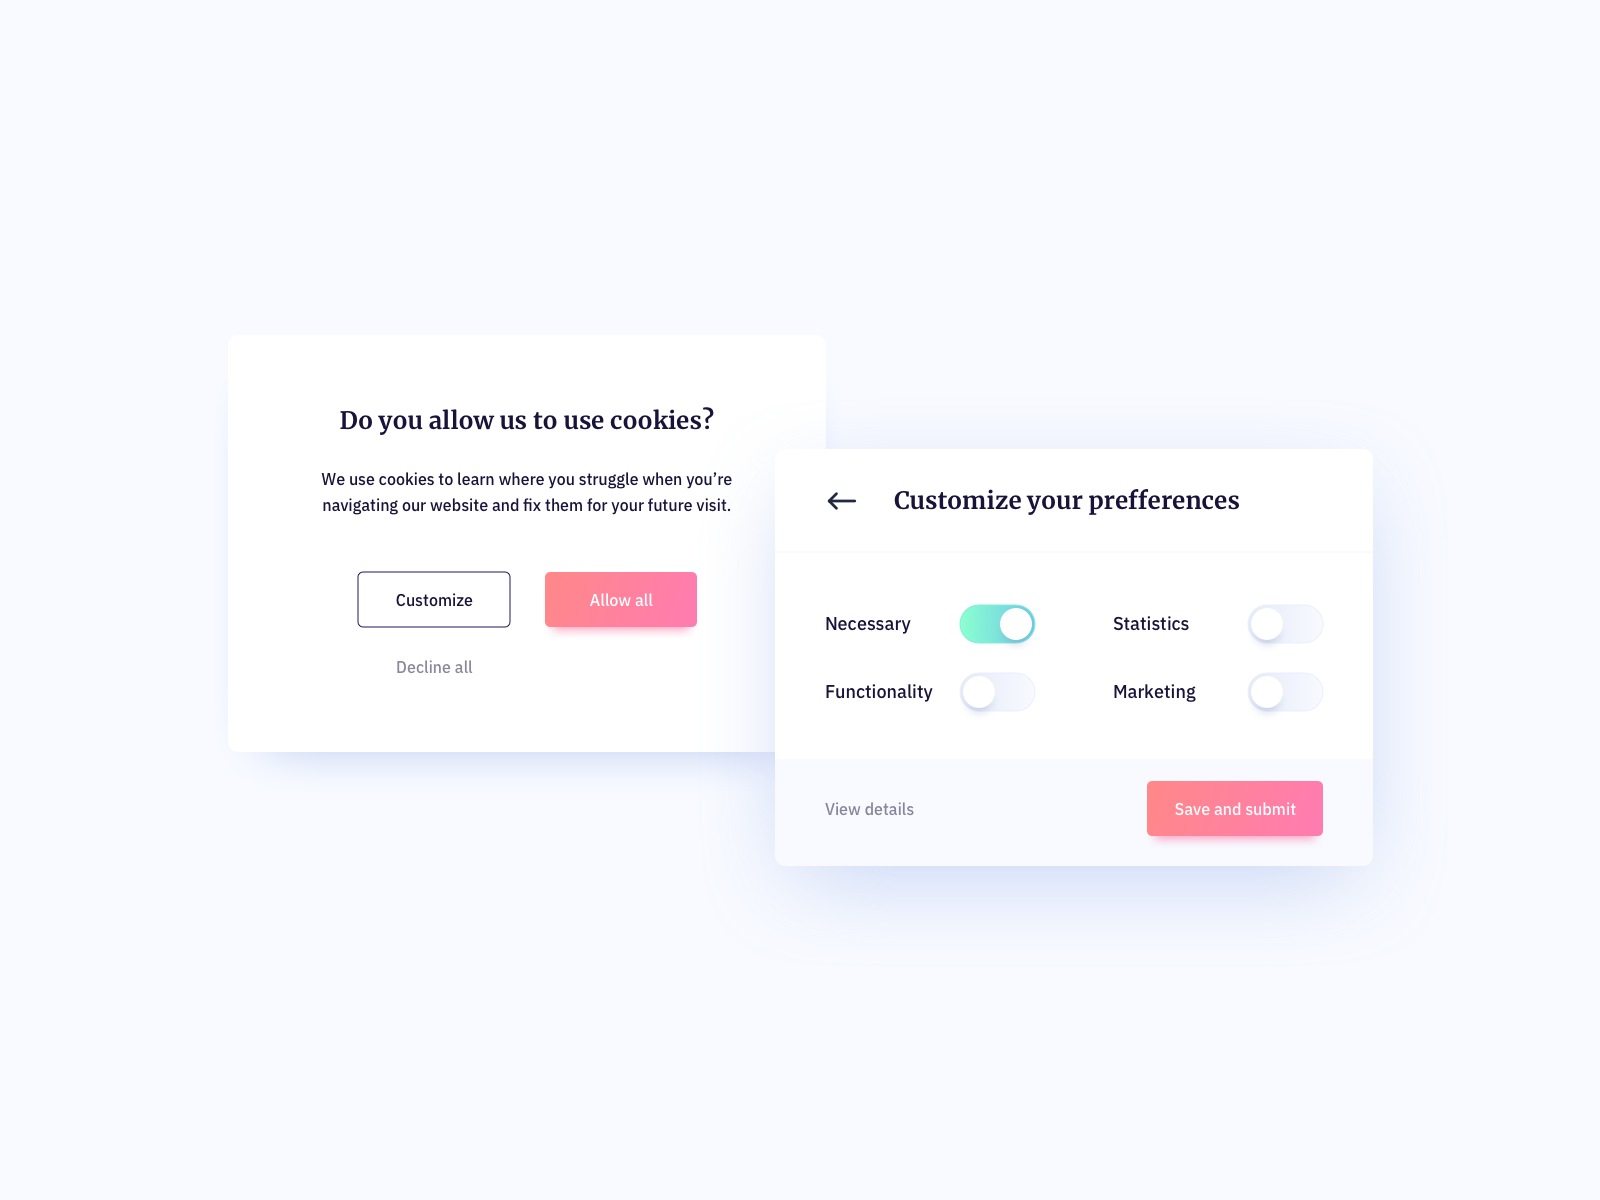 Do you allow us to use cookies?
We use cookies to learn where you struggle when you’re
navigating our website and fix them for your future visit.
Customize
Allow all
Decline all
Customize your prefferences
Necessary
Statistics
Functionality
Marketing
View details
Save and submit